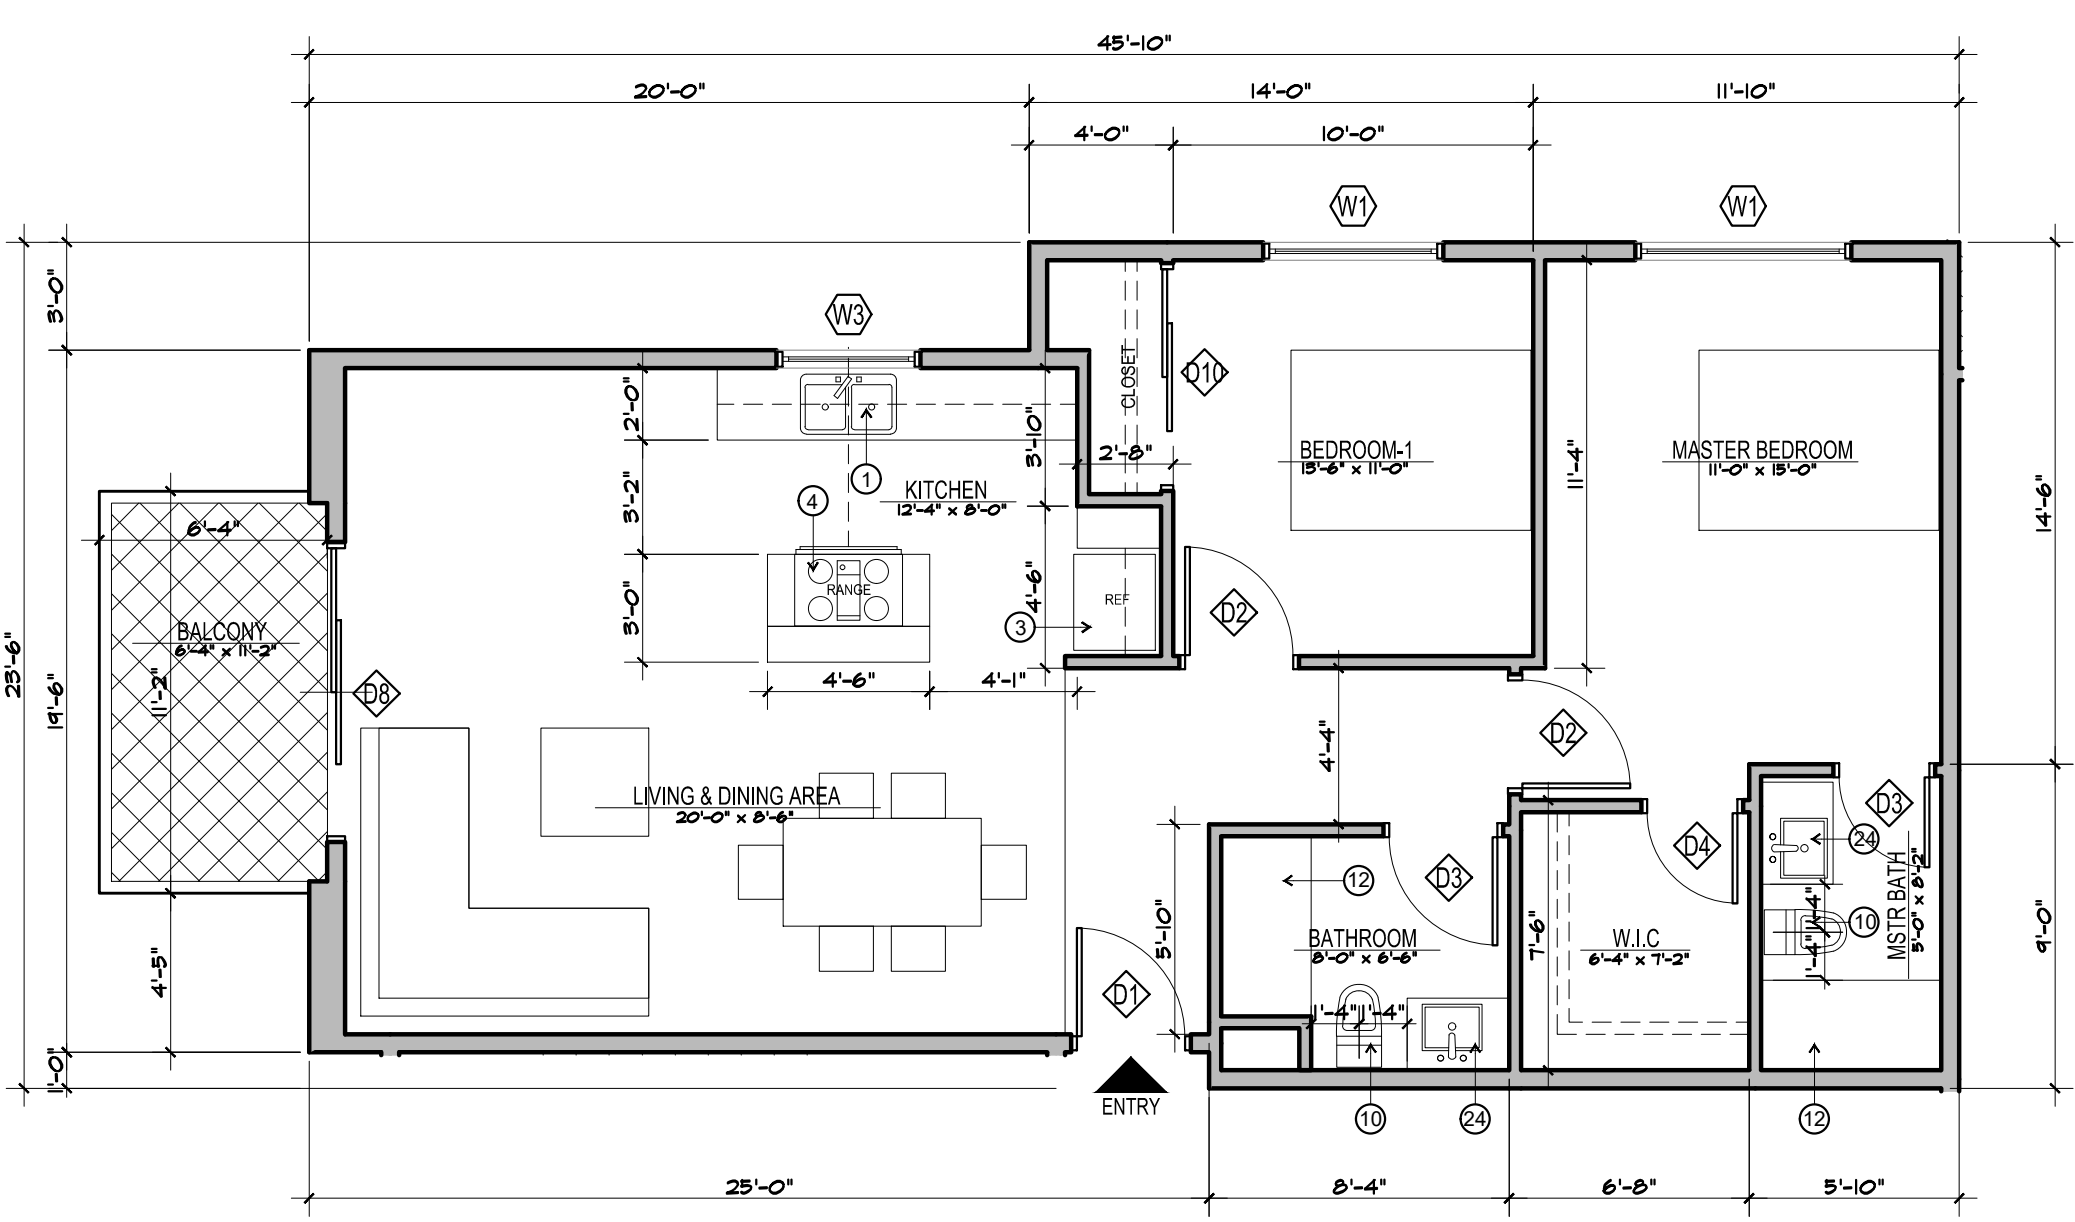 45'-10"
20'-0"
14'-0"
11'-10"
4'-0"
10'-0"
W1
W1
W3
3'-0"
23'-6"
19'-6"
1'-0"
4'-5"
6'-4"
BALCONY
6'-4" x 11'-2"
11'-2"
D8
2'-0"
3'-2"
3'-0"
1
4
KITCHEN
12'-4" x 8'-0"
RANGE
3'-10"
4'-6"
REF
3
4'-6"
4'-1"
2'-8"
CLOSET
D10
BEDROOM-1
13'-6" x 11'-0"
D2
11'-4"
MASTER BEDROOM
11'-0" x 15'-0"
14'-6"
9'-0"
LIVING & DINING AREA
20'-0" x 8'-6"
4'-4"
D2
5'-10"
D1
ENTRY
12
D3
BATHROOM
8'-0" x 6'-6"
1'-4"
1'-4"
10
24
7'-6"
D4
W.I.C
6'-4" x 7'-2"
D3
24
MSTR BATH
5'-0" x 8'-2"
1'-4"
1'-4"
10
12
25'-0"
8'-4"
6'-8"
5'-10"